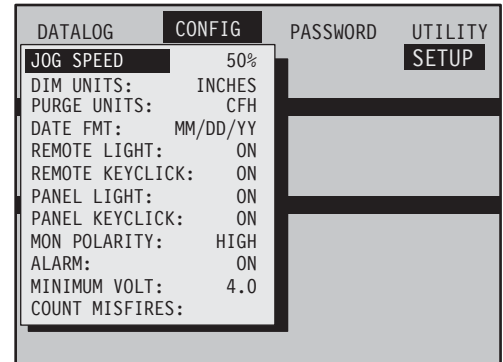 DATALOG CONFIG PASSWORD UTILITY
SETUP
JOG SPEED 50%
DIM UNITS: INCHES
PURGE UNITS: CFH
DATE FMT: MM/DD/YY
REMOTE LIGHT: ON
REMOTE KEYCLICK: ON
PANEL LIGHT: ON
PANEL KEYCLICK: ON
MON POLARITY: HIGH
ALARM: ON
MINIMUM VOLT: 4.0
COUNT MISFIRES: